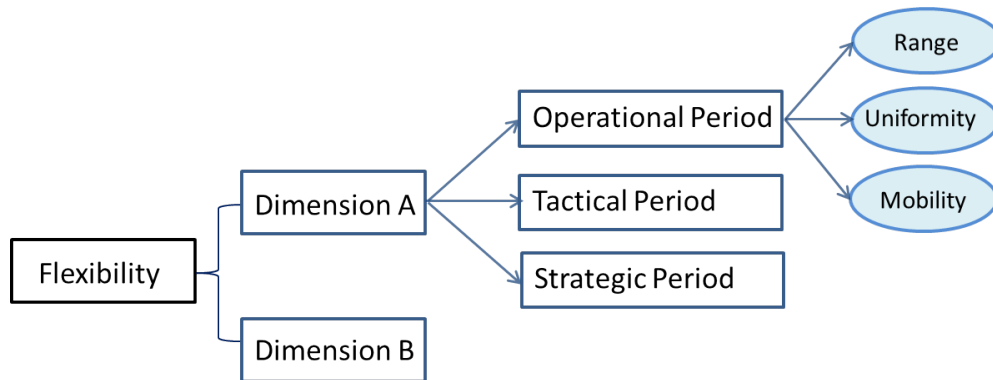 Range
Operational Period
Uniformity
Dimension A
Tactical Period
Mobility
Flexibility
Strategic Period
Dimension B